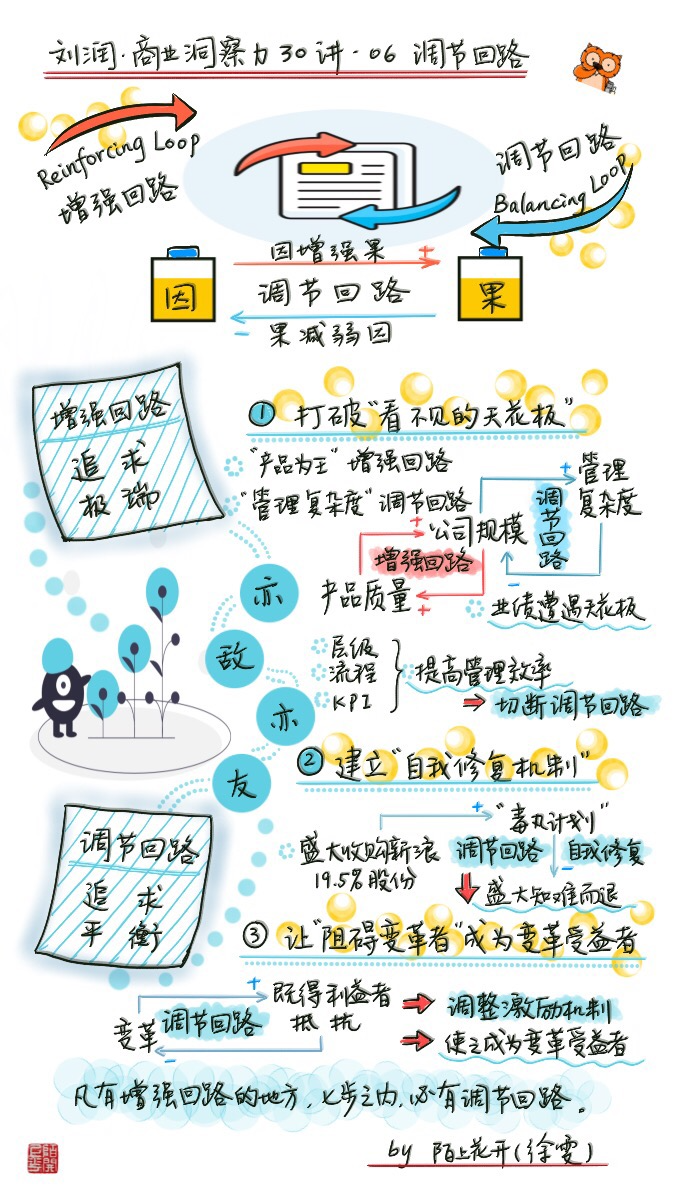 刘润·商业洞察力30讲·06 调节回路
Reinforcing Loop
增强回路
调节回路
Balancing Loop
因
因增强果
+
调节回路
-
果减弱因
果
增强回路
追求
极端
① 打破“看不见的天花板”
“产品为王”增强回路
“管理复杂度”调节回路
+
管理
复杂度
调节回路
+
公司规模
增强回路
产品质量
+
-
业绩遭遇天花板
层级
流程
KPI
提高管理效率
切断调节回路
亦
敌
亦
友
② 建立“自我修复机制”
+
“毒丸计划”
盛大收购新浪
19.5%股份
调节回路
-
自我修复
盛大知难而退
调节回路
追求
平衡
③ 让“阻碍变革者”成为变革受益者
变革
+
调节回路
-
既得利益者
抵抗
调整激励机制
使之成为变革受益者
凡有增强回路的地方,七步之内,必有调节回路。
by 陌上花开(徐雯)